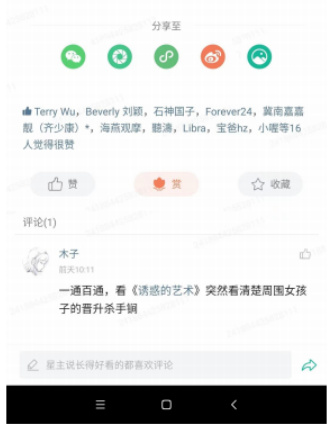 分享至
Terry Wu，Beverly 刘颖，石神国子，Forever24，冀南嘉嘉
靓（齐少康）*，海燕观摩，聽濤，Libra，宝爸hz，小喔等16
人觉得很赞
赞
赏
收藏
评论(1)
木子
前天10:11
一通百通，看《诱惑的艺术》突然看清楚周围女孩
子的晋升杀手锏
星主说长得好看的都喜欢评论